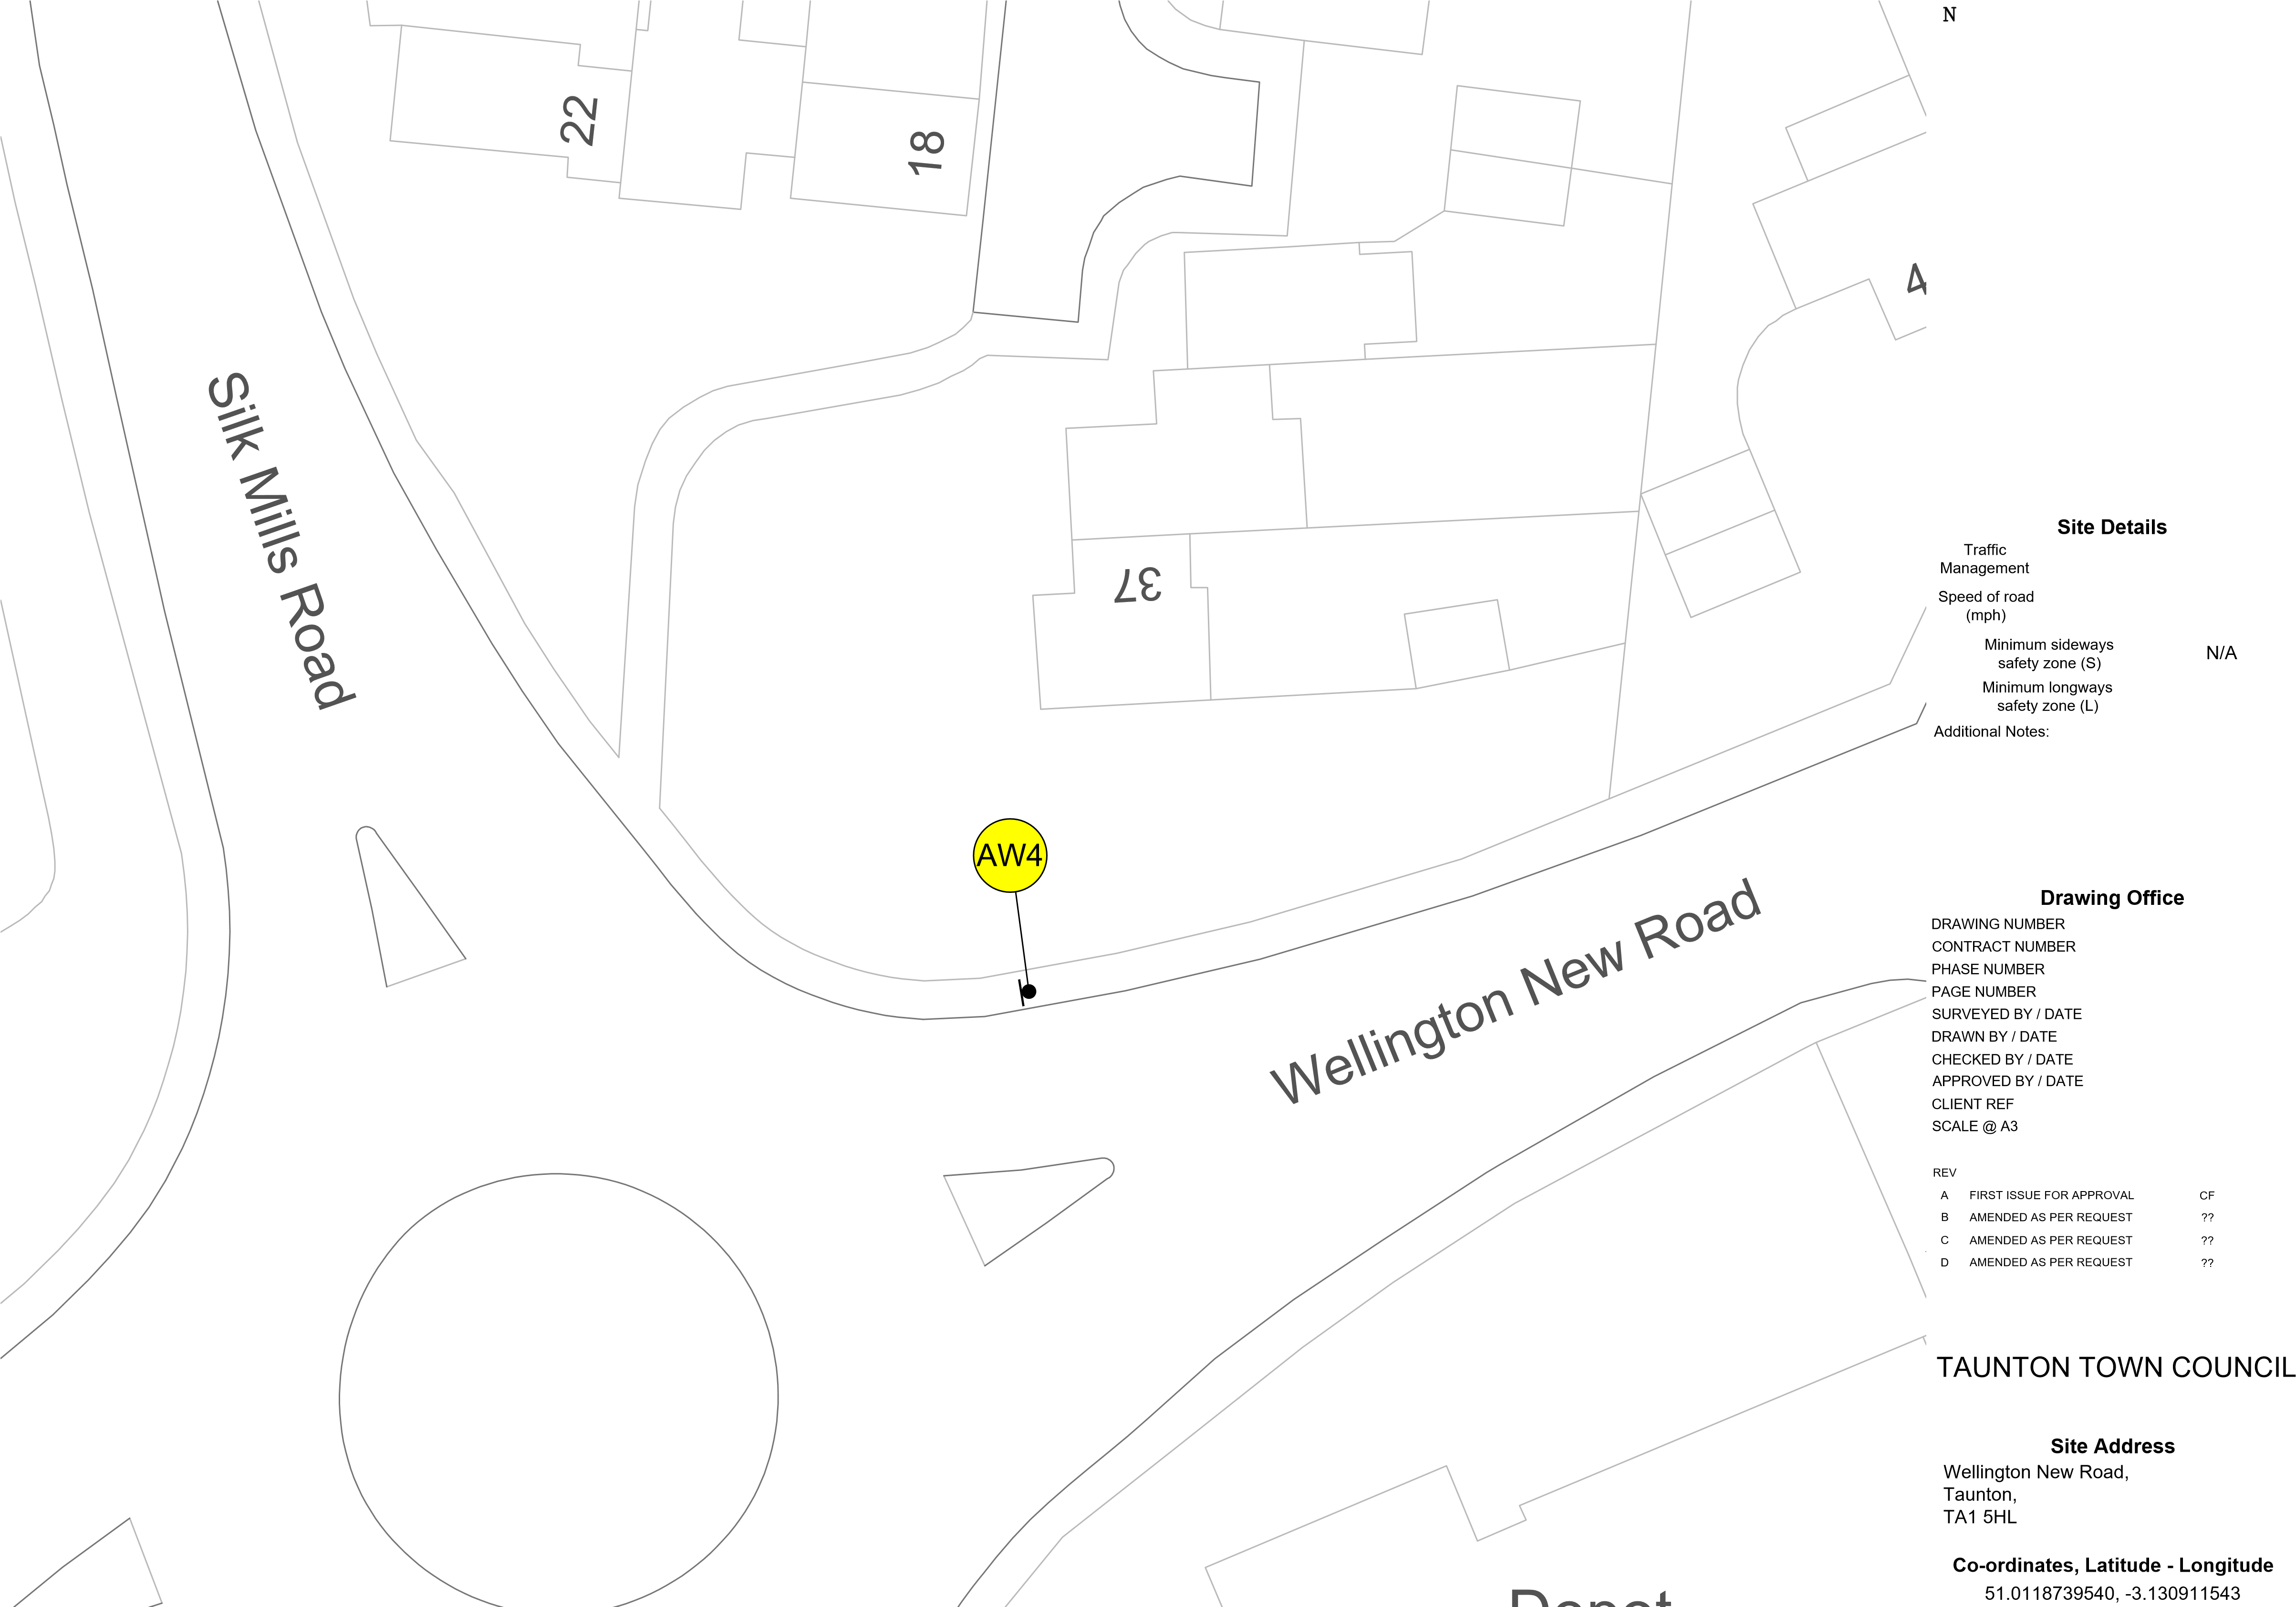 N
22
18
4
Silk Mills Road
37
AW4
Wellington New Road
Site Details
Traffic
Management
Speed of road
(mph)
Minimum sideways
safety zone (S)
N/A
Minimum longways
safety zone (L)
Additional Notes:
Drawing Office
DRAWING NUMBER
CONTRACT NUMBER
PHASE NUMBER
PAGE NUMBER
SURVEYED BY / DATE
DRAWN BY / DATE
CHECKED BY / DATE
APPROVED BY / DATE
CLIENT REF
SCALE @ A3
REV
A FIRST ISSUE FOR APPROVAL CF
B AMENDED AS PER REQUEST ??
C AMENDED AS PER REQUEST ??
D AMENDED AS PER REQUEST ??
TAUNTON TOWN COUNCIL
Site Address
Wellington New Road,
Taunton,
TA1 5HL
Co-ordinates, Latitude - Longitude
51.0118739540, -3.130911543
Depot